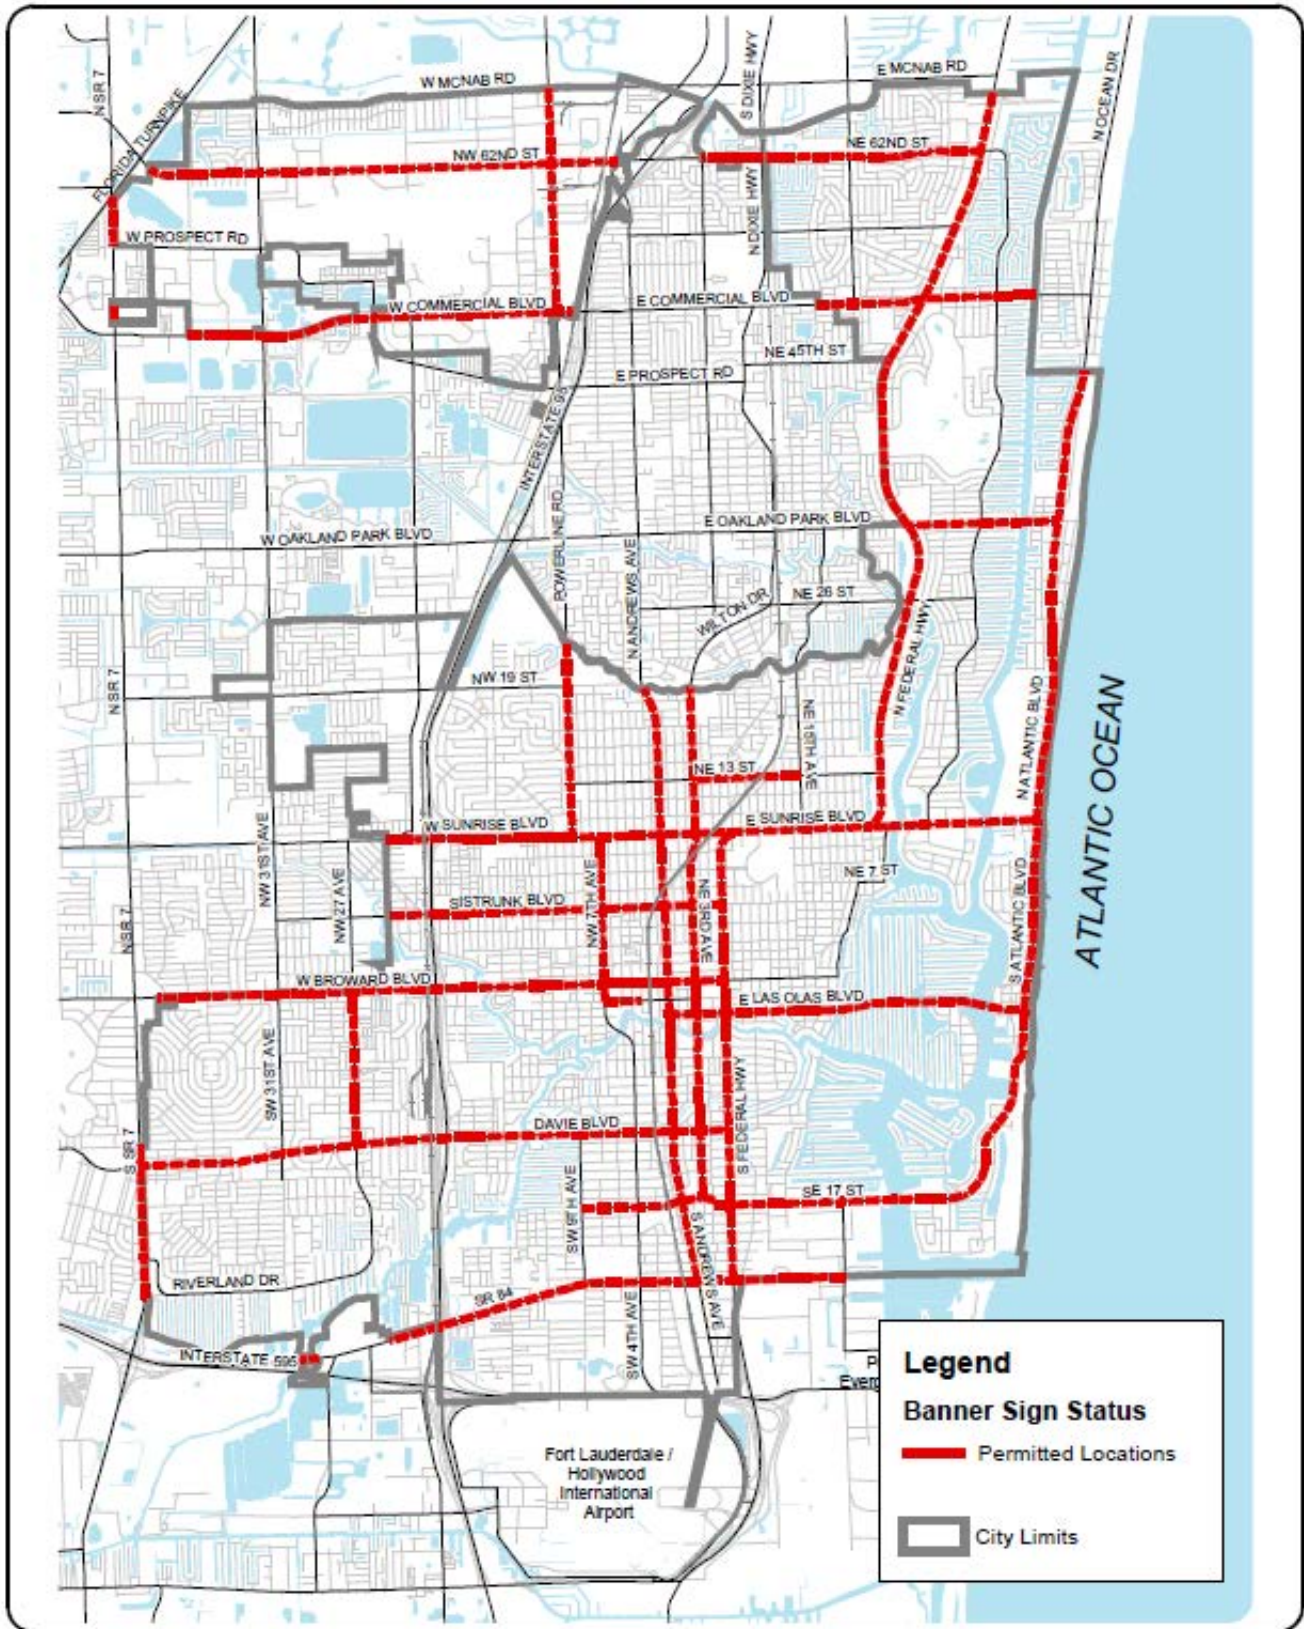 W MCNAB RD
E MCNAB RD
S DIXIE HWY
N OCEAN DR
N SR 7
FLORIDA TURNPIKE
NW 62ND ST
NE 62ND ST
N DIXIE HWY
W PROSPECT RD
W COMMERCIAL BLVD
E COMMERCIAL BLVD
NE 45TH ST
E PROSPECT RD
INTERSTATE 95
POWERLINE RD
W OAKLAND PARK BLVD
E OAKLAND PARK BLVD
N ANDREWS AVE
WILTON DR
NE 26 ST
N FEDERAL HWY
NW 19 ST
N SR 7
NE 15TH AVE
N ATLANTIC BLVD
ATLANTIC OCEAN
NE 13 ST
W SUNRISE BLVD
E SUNRISE BLVD
NW 31ST AVE
NW 27 AVE
NE 7 ST
SISTRUNK BLVD
NW 7TH AVE
NE 3RD AVE
N SR 7
S ATLANTIC BLVD
W BROWARD BLVD
E LAS OLAS BLVD
SW 31ST AVE
S FEDERAL HWY
DAVIE BLVD
S SR 7
SE 17 ST
SW 9TH AVE
S ANDREWS AVE
RIVERLAND DR
SR 84
SW 4TH AVE
INTERSTATE 595
P
Everg
Fort Lauderdale /
Hollywood
International
Airport
Legend
Banner Sign Status
Permitted Locations
City Limits